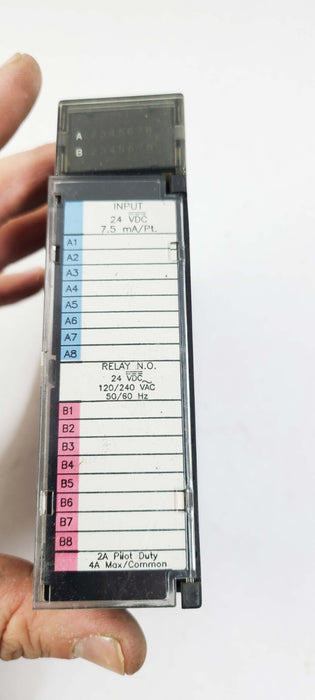 A 12345678
B 12345678
INPUT
24 VDC
7.5 mA/Pt.
A1
A2
A3
A4
A5
A6
A7
A8
RELAY N.O.
24 VDC
120/240 VAC
50/60 Hz
B1
B2
B3
B4
B5
B6
B7
B8
2A Pilot Duty
4A Max/Common